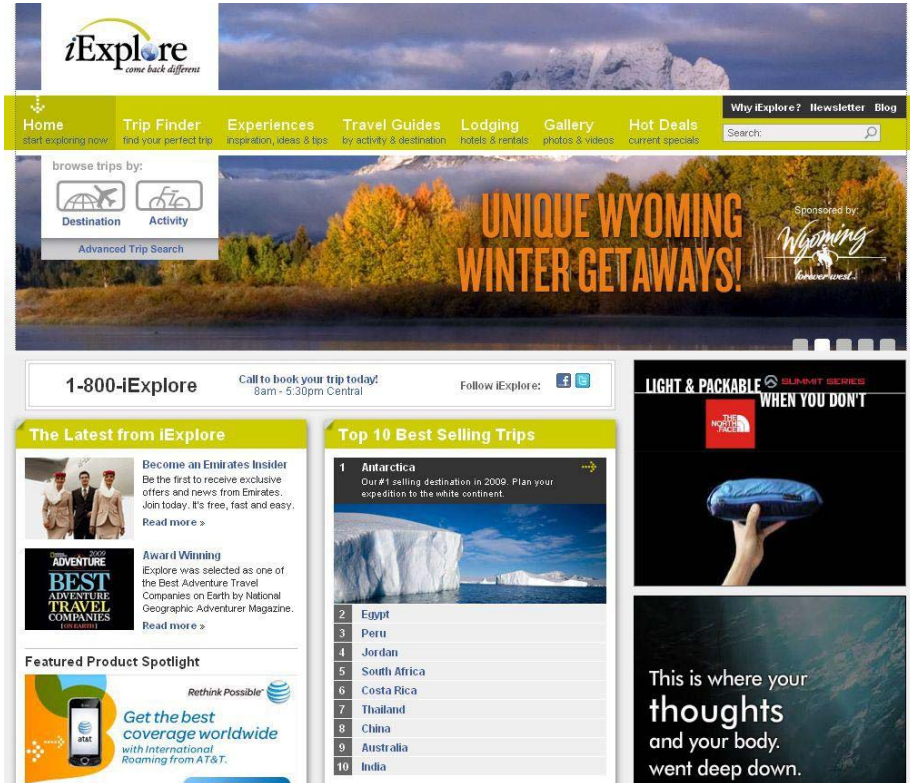 iExplore
come back different
Why iExplore? Newsletter Blog
Home
start exploring now
Trip Finder
find your perfect trip
Experiences
inspiration, ideas & tips
Travel Guides
by activity & destination
Lodging
hotels & rentals
Gallery
photos & videos
Hot Deals
current specials
Search:
browse trips by:
Destination
Activity
Advanced Trip Search
UNIQUE WYOMING
WINTER GETAWAYS!
Sponsored by:
Wyoming
forever west.
1-800-iExplore
Call to book your trip today!
8am - 5:30pm Central
Follow iExplore:
The Latest from iExplore
Become an Emirates Insider
Be the first to receive exclusive
offers and news from Emirates.
Join today. It's free, fast and easy.
Read more »
2009
ADVENTURE
BEST
ADVENTURE
TRAVEL
COMPANIES
[ON EARTH]
Award Winning
iExplore was selected as one of
the Best Adventure Travel
Companies on Earth by National
Geographic Adventurer Magazine.
Read more »
Featured Product Spotlight
Rethink Possible
at&t
Get the best
coverage worldwide
with International
Roaming from AT&T.
Top 10 Best Selling Trips
1 Antarctica
Our #1 selling destination in 2009. Plan your
expedition to the white continent.
2 Egypt
3 Peru
4 Jordan
5 South Africa
6 Costa Rica
7 Thailand
8 China
9 Australia
10 India
LIGHT & PACKABLE
SUMMIT SERIES
WHEN YOU DON'T
THE
NORTH
FACE
This is where your
thoughts
and your body.
went deep down.